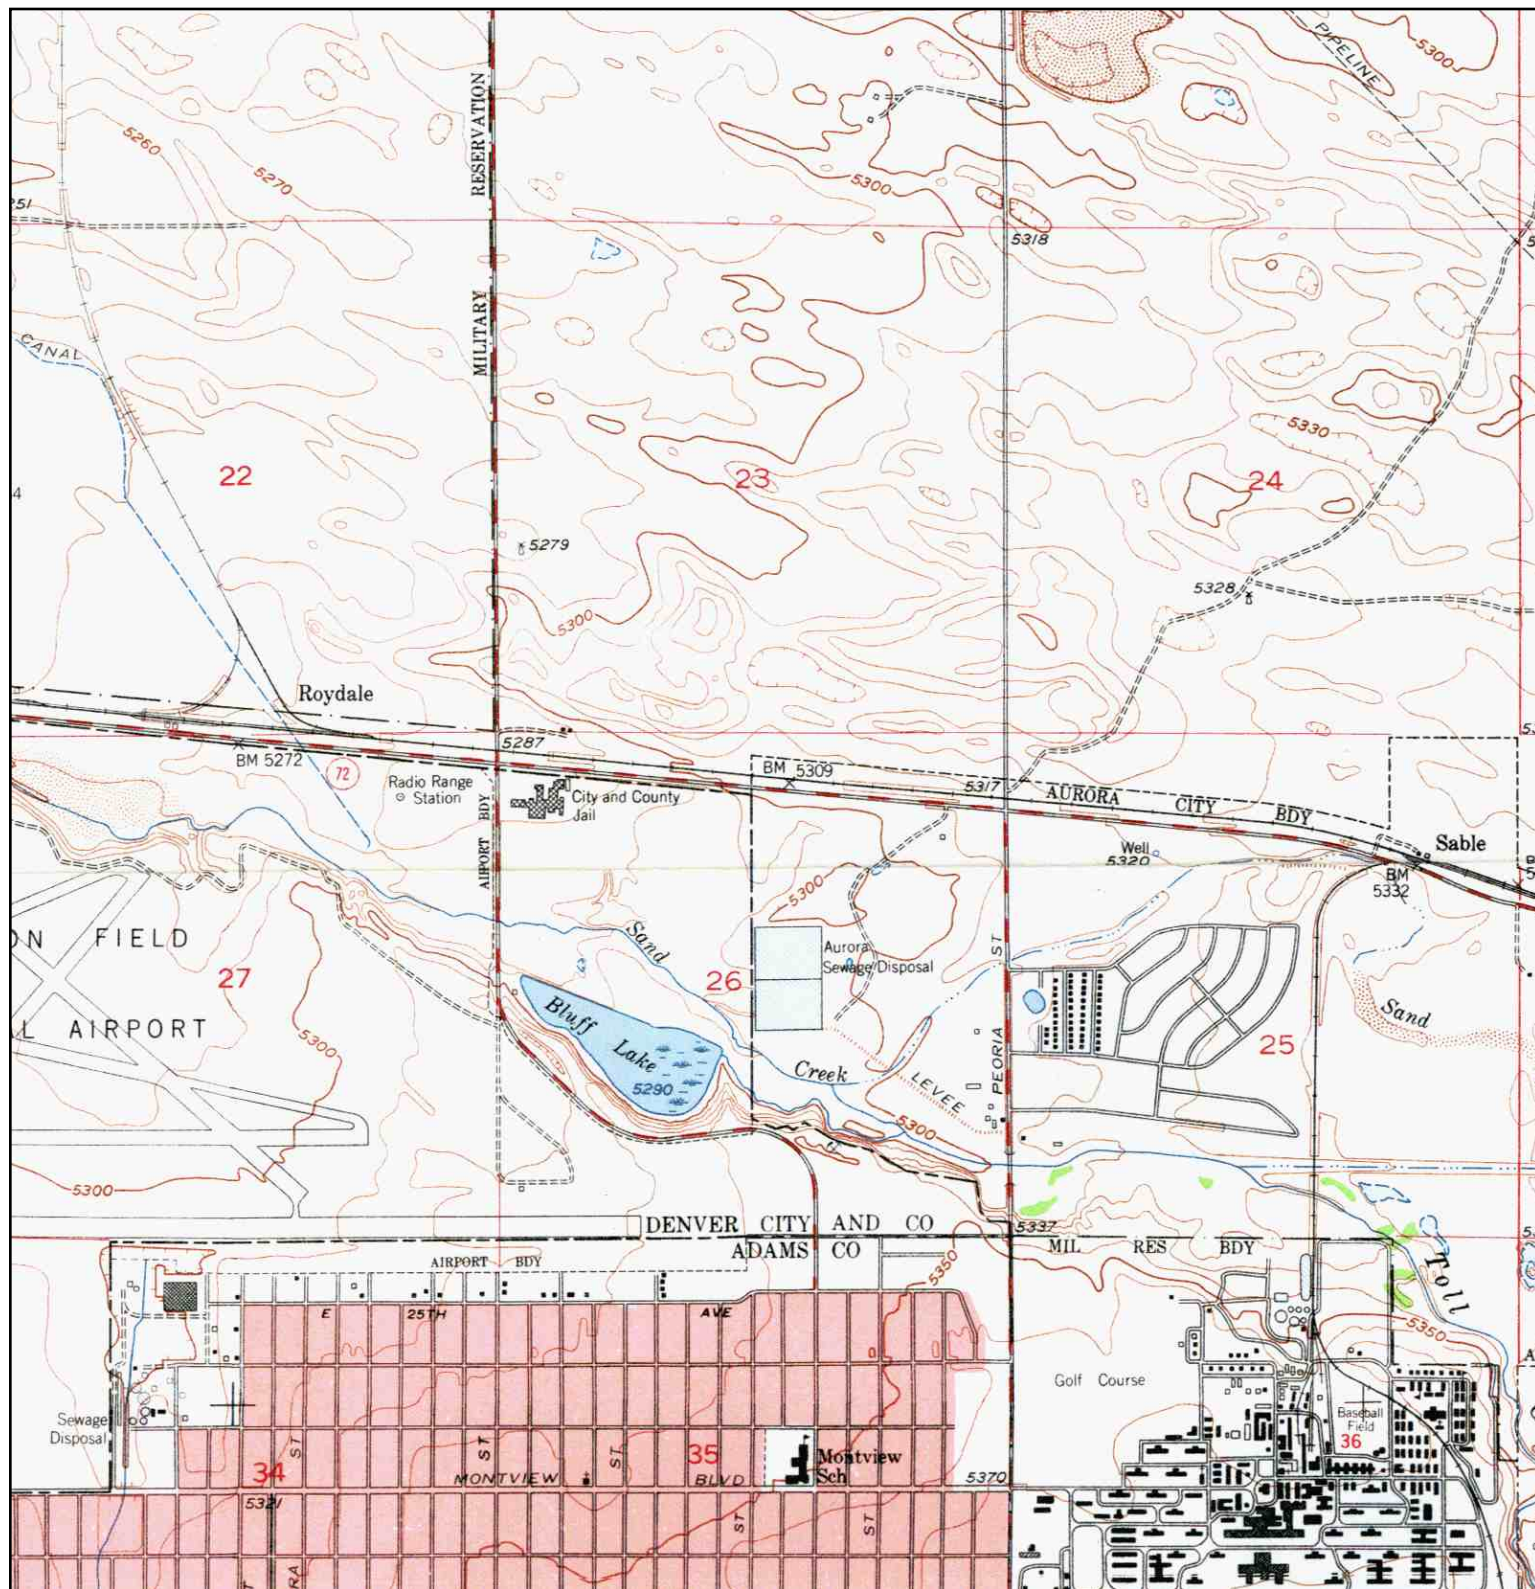 PIPELINE
5300
RESERVATION
5260
5270
5300
251
5318
CANAL
MILITARY
5330
22
23
24
4
5279
5328
5300
Roydale
5287
BM 5272
72
BM 5309
5317
AURORA CITY BDY
Radio Range
Station
City and County
Jail
AIRPORT BDY
Well
5320
Sable
BM
5332
5300
ON FIELD
Sand
ST
Aurora
Sewage Disposal
27
26
Sand
Bluff
Lake
5290
L AIRPORT
5300
25
Creek
LEVEE
PEORIA
5300
5300
DENVER CITY AND CO
5337
ADAMS CO
MIL RES BDY
AIRPORT BDY
5350
Toll
E 25TH AVE
5350
Golf Course
Baseball
Field
36
Sewage
Disposal
ST
ST
ST
35
Montview
Sch
34
MONTVIEW BLVD
5370
5321
ST
ST
RA
T